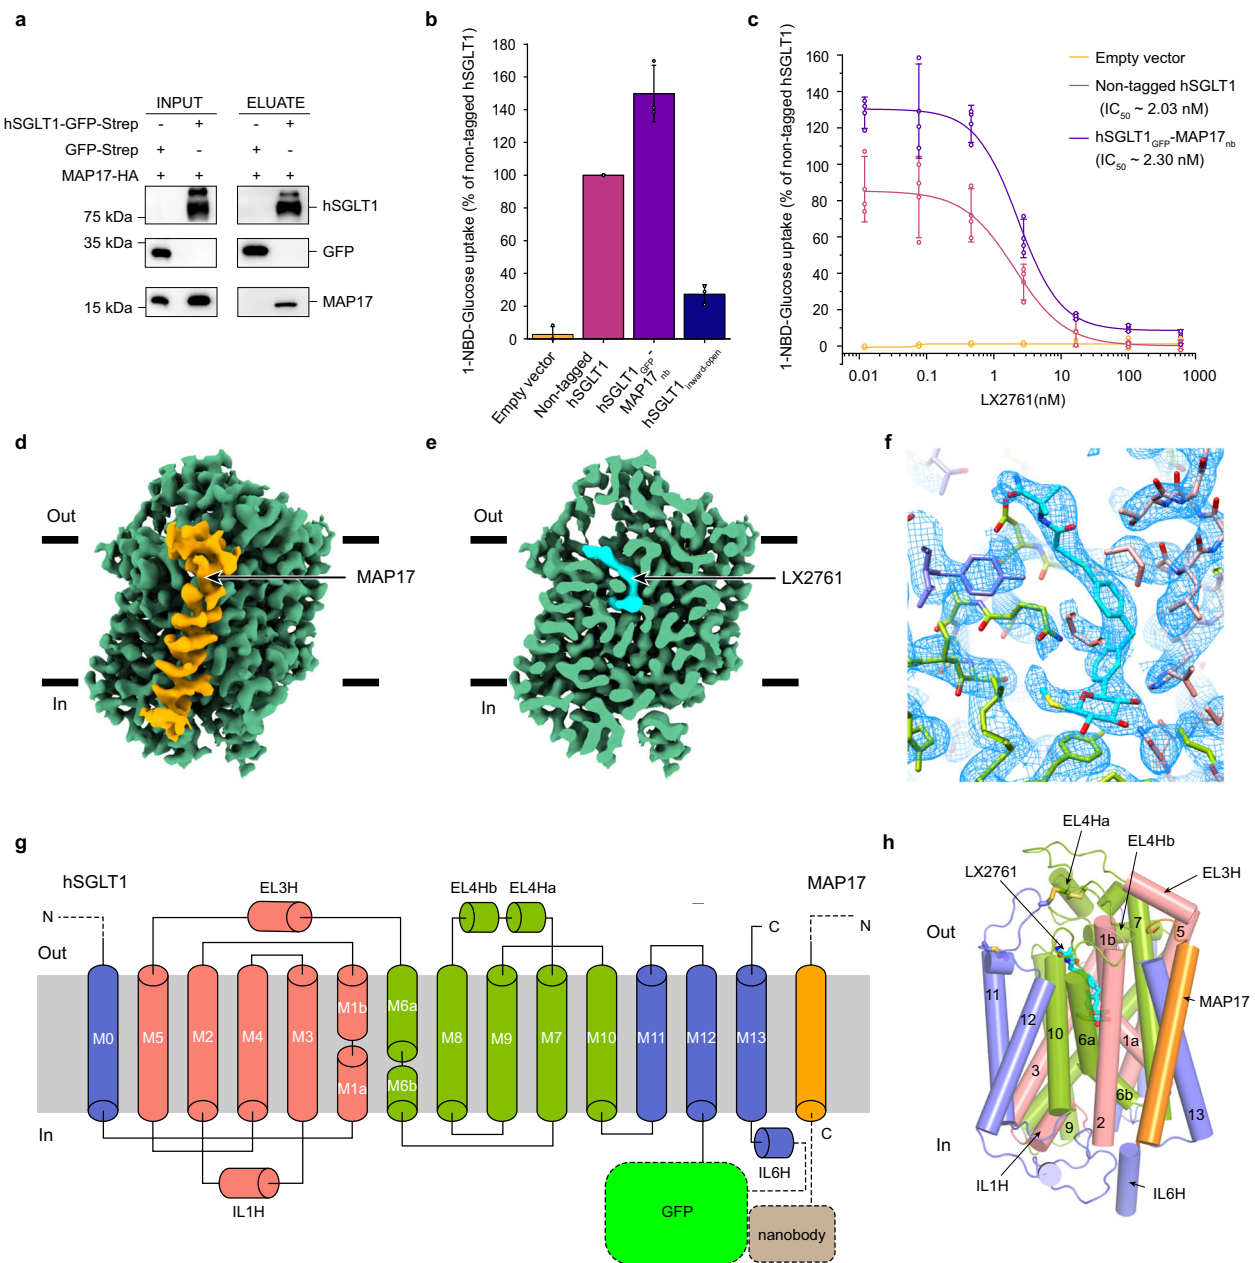 a
INPUT ELUATE
hSGLT1-GFP-Strep - + - +
GFP-Strep + - + -
MAP17-HA + + + +
75 kDa
hSGLT1
35 kDa
GFP
15 kDa
MAP17
b
1-NBD-Glucose uptake (% of non-tagged hSGLT1)
180
160
140
120
100
80
60
40
20
0
Empty vector
Non-tagged hSGLT1
hSGLT1GFP-MAP17nb
hSGLT1inward-open
c
1-NBD-Glucose uptake (% of non-tagged hSGLT1)
160
140
120
100
80
60
40
20
0
0.01 0.1 1 10 100 1000
LX2761(nM)
Empty vector
Non-tagged hSGLT1
(IC50 ~ 2.03 nM)
hSGLT1GFP-MAP17nb
(IC50 ~ 2.30 nM)
d
Out
MAP17
In
e
Out
LX2761
In
f
g
hSGLT1
MAP17
N
EL3H
EL4Hb EL4Ha
C
N
Out
M0 M5 M2 M4 M3 M1b M1a M6a M6b M8 M9 M7 M10 M11 M12 M13
In
C
IL1H
IL6H
GFP
nanobody
h
EL4Ha
EL4Hb
LX2761
EL3H
Out
7
5
1b
11
12
MAP17
10
6a
1a
3
6b
2
13
9
In
IL1H
IL6H